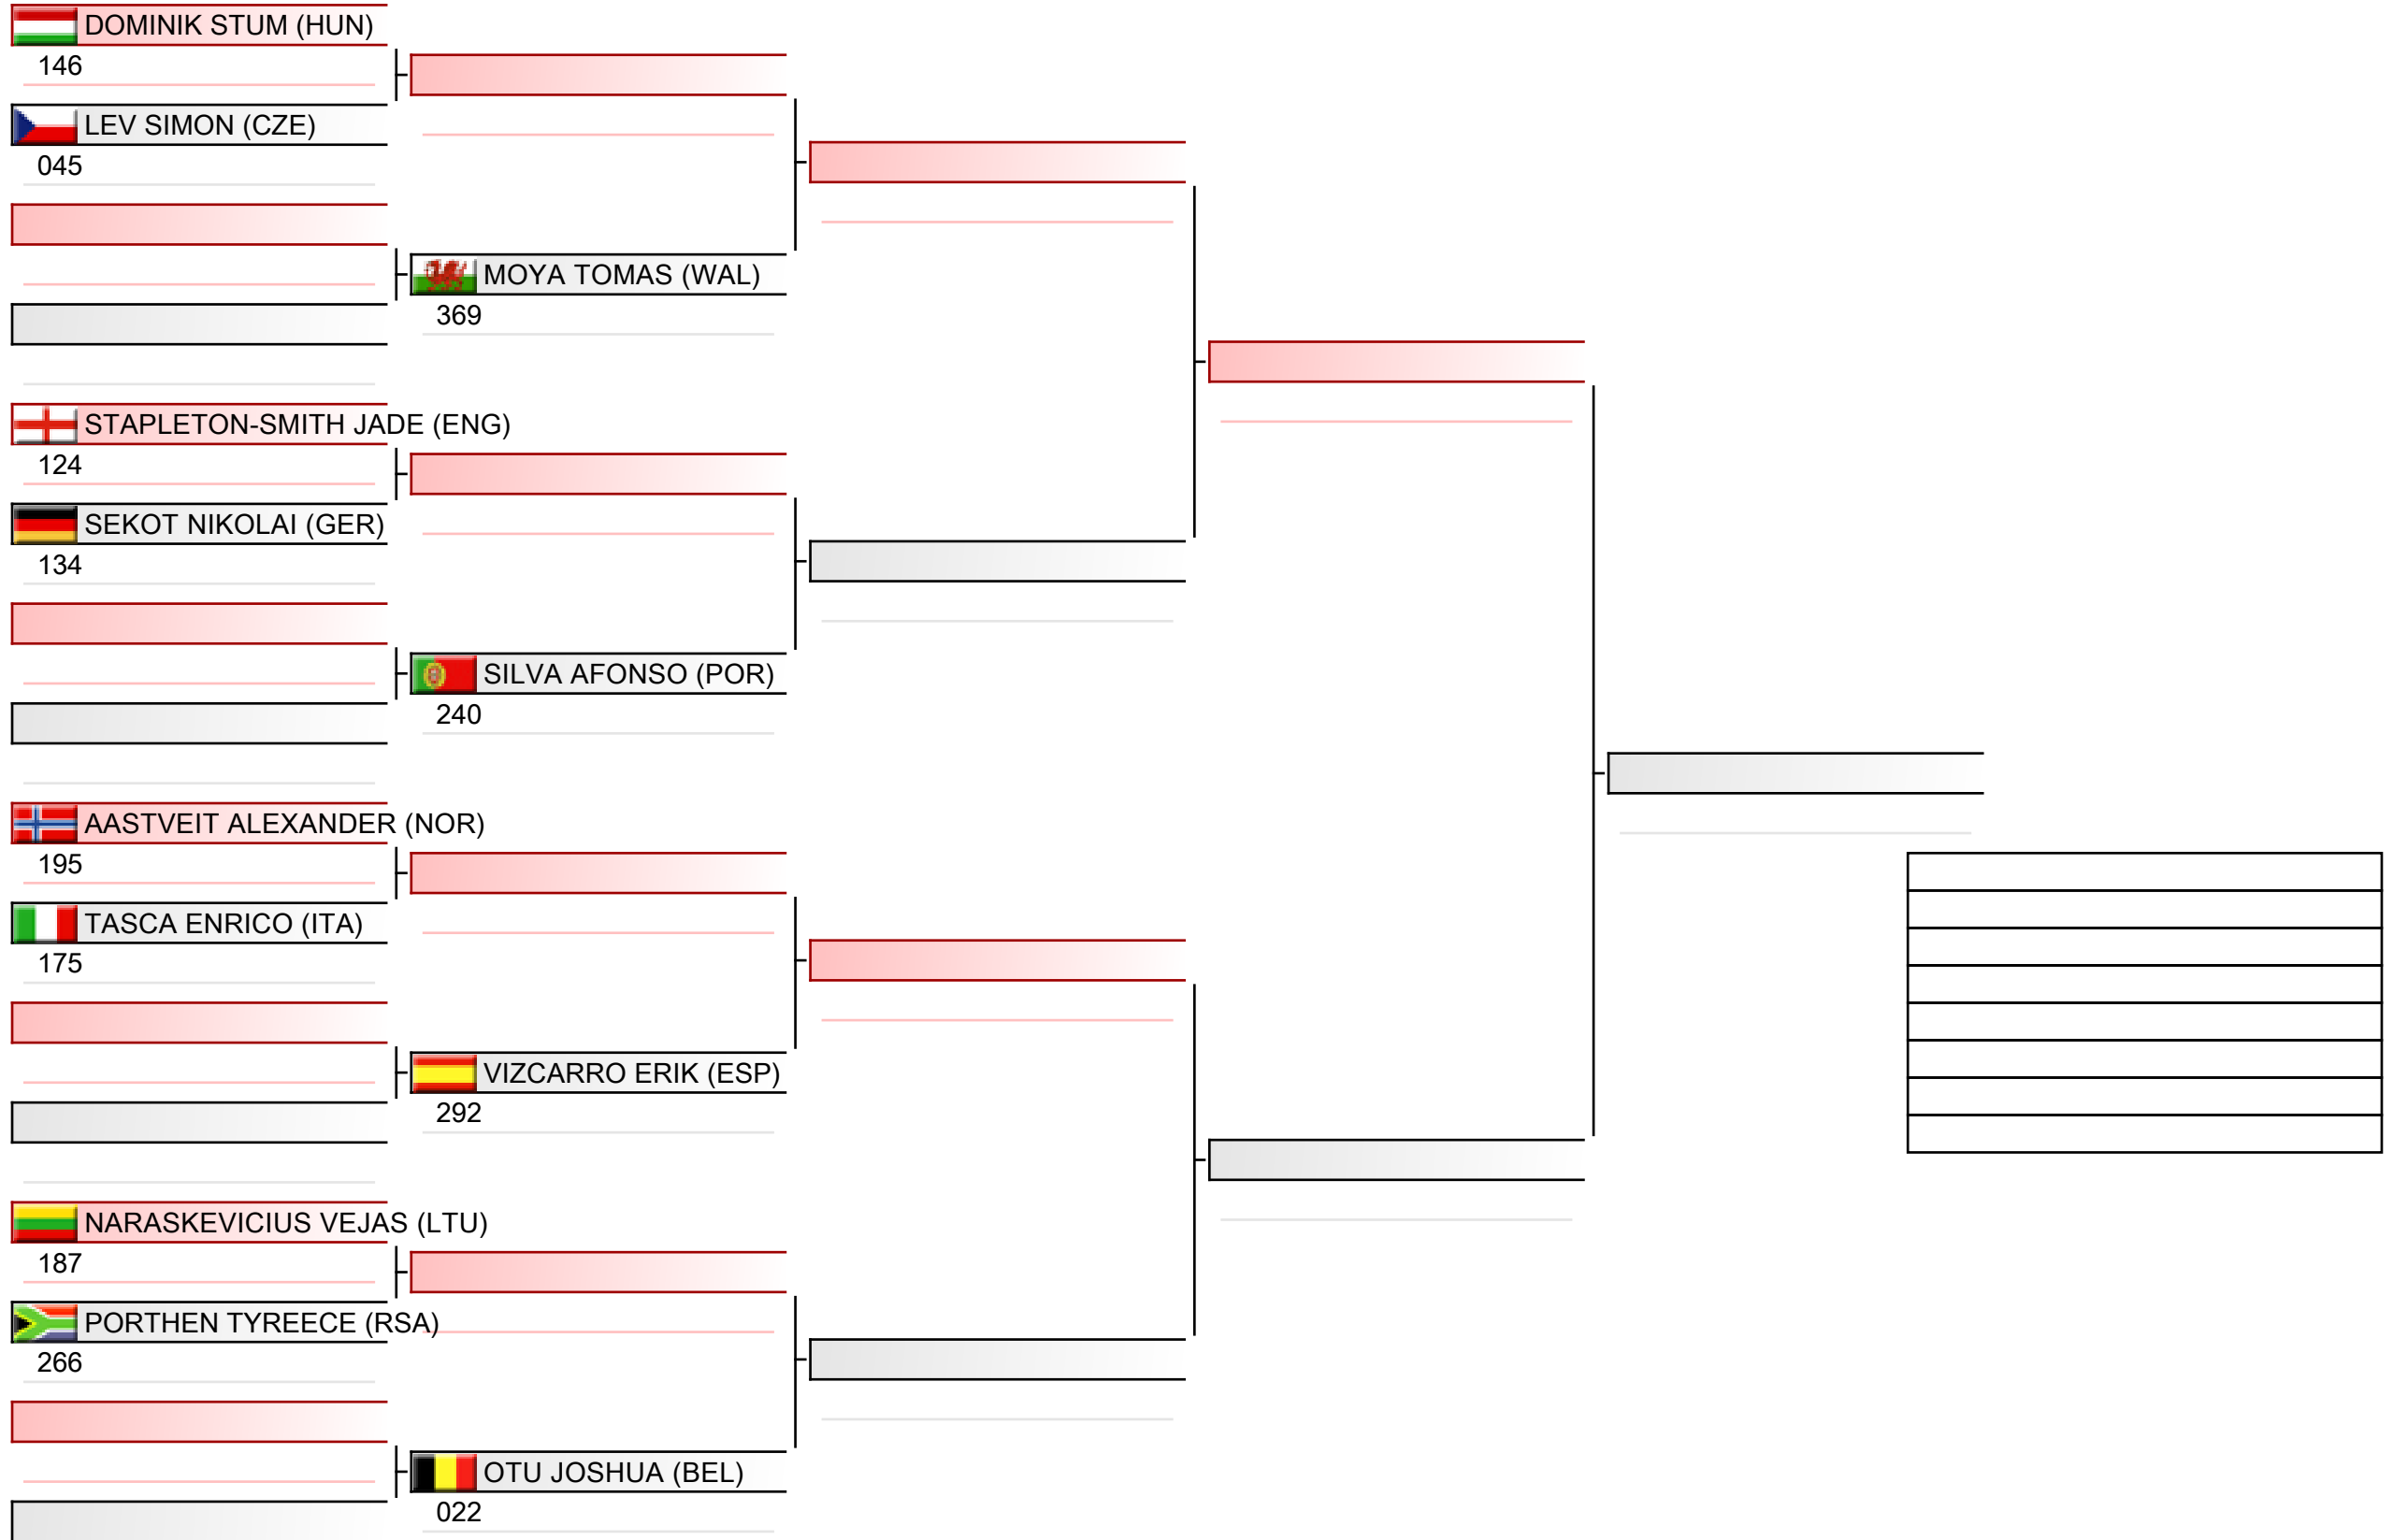 DOMINIK STUM (HUN)
146
LEV SIMON (CZE)
045
MOYA TOMAS (WAL)
369
STAPLETON-SMITH JADE (ENG)
124
SEKOT NIKOLAI (GER)
134
SILVA AFONSO (POR)
240
AASTVEIT ALEXANDER (NOR)
195
TASCA ENRICO (ITA)
175
VIZCARRO ERIK (ESP)
292
NARASKEVICIUS VEJAS (LTU)
187
PORTHEN TYREECE (RSA)
266
OTU JOSHUA (BEL)
022